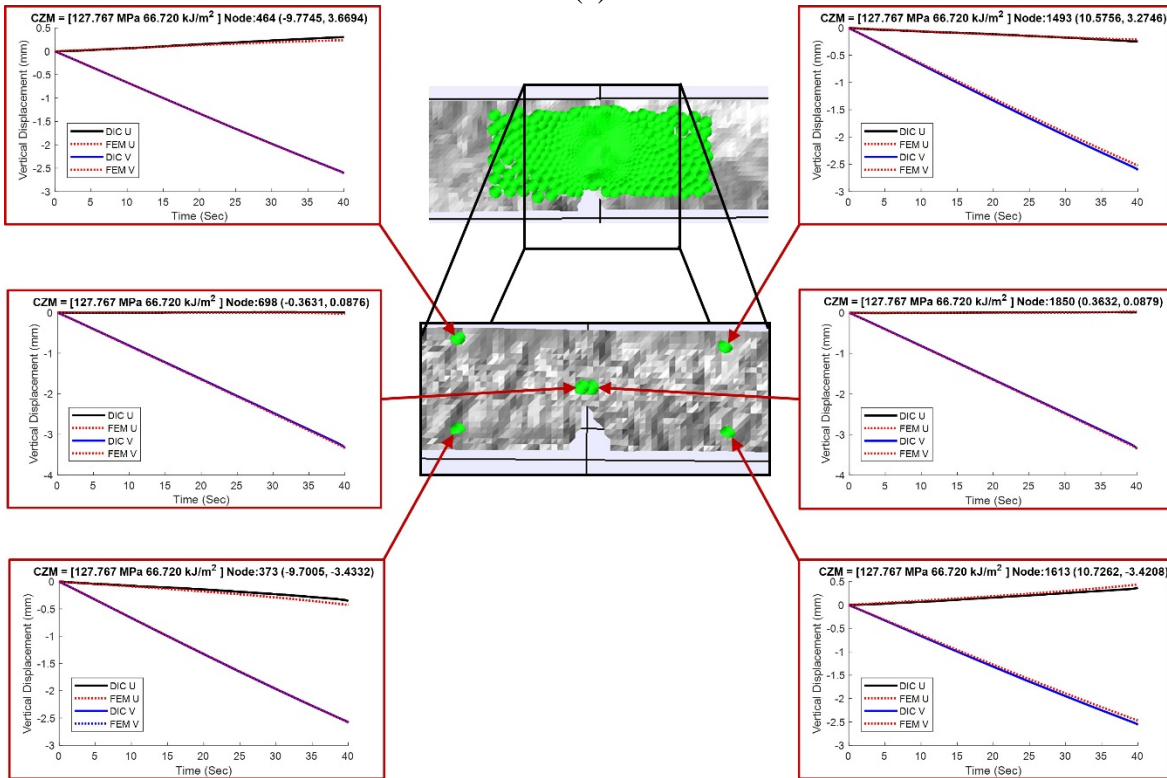 CZM = [127.767 MPa 66.720 kJ/m² ] Node:464 (-9.7745, 3.6694)
Vertical Displacement (mm)
1
0.5
0
-0.5
-1
-1.5
-2
-2.5
-3
DIC U
FEM U
DIC V
FEM V
0 5 10 15 20 25 30 35 40
Time (Sec)
CZM = [127.767 MPa 66.720 kJ/m² ] Node:1493 (10.5756, 3.2746)
Vertical Displacement (mm)
0.5
0
-0.5
-1
-1.5
-2
-2.5
-3
DIC U
FEM U
DIC V
FEM V
0 5 10 15 20 25 30 35 40
Time (Sec)
CZM = [127.767 MPa 66.720 kJ/m² ] Node:698 (-0.3631, 0.0876)
Vertical Displacement (mm)
0
-1
-2
-3
-4
DIC U
FEM U
DIC V
FEM V
0 5 10 15 20 25 30 35 40
Time (Sec)
CZM = [127.767 MPa 66.720 kJ/m² ] Node:1850 (0.3632, 0.0879)
Vertical Displacement (mm)
0
-1
-2
-3
-4
DIC U
FEM U
DIC V
FEM V
0 5 10 15 20 25 30 35 40
Time (Sec)
CZM = [127.767 MPa 66.720 kJ/m² ] Node:373 (-9.7005, -3.4332)
Vertical Displacement (mm)
0
-0.5
-1
-1.5
-2
-2.5
-3
DIC U
FEM U
DIC V
FEM V
0 5 10 15 20 25 30 35 40
Time (Sec)
CZM = [127.767 MPa 66.720 kJ/m² ] Node:1613 (10.7262, -3.4208)
Vertical Displacement (mm)
1
0.5
0
-0.5
-1
-1.5
-2
-2.5
-3
DIC U
FEM U
DIC V
FEM V
0 5 10 15 20 25 30 35 40
Time (Sec)